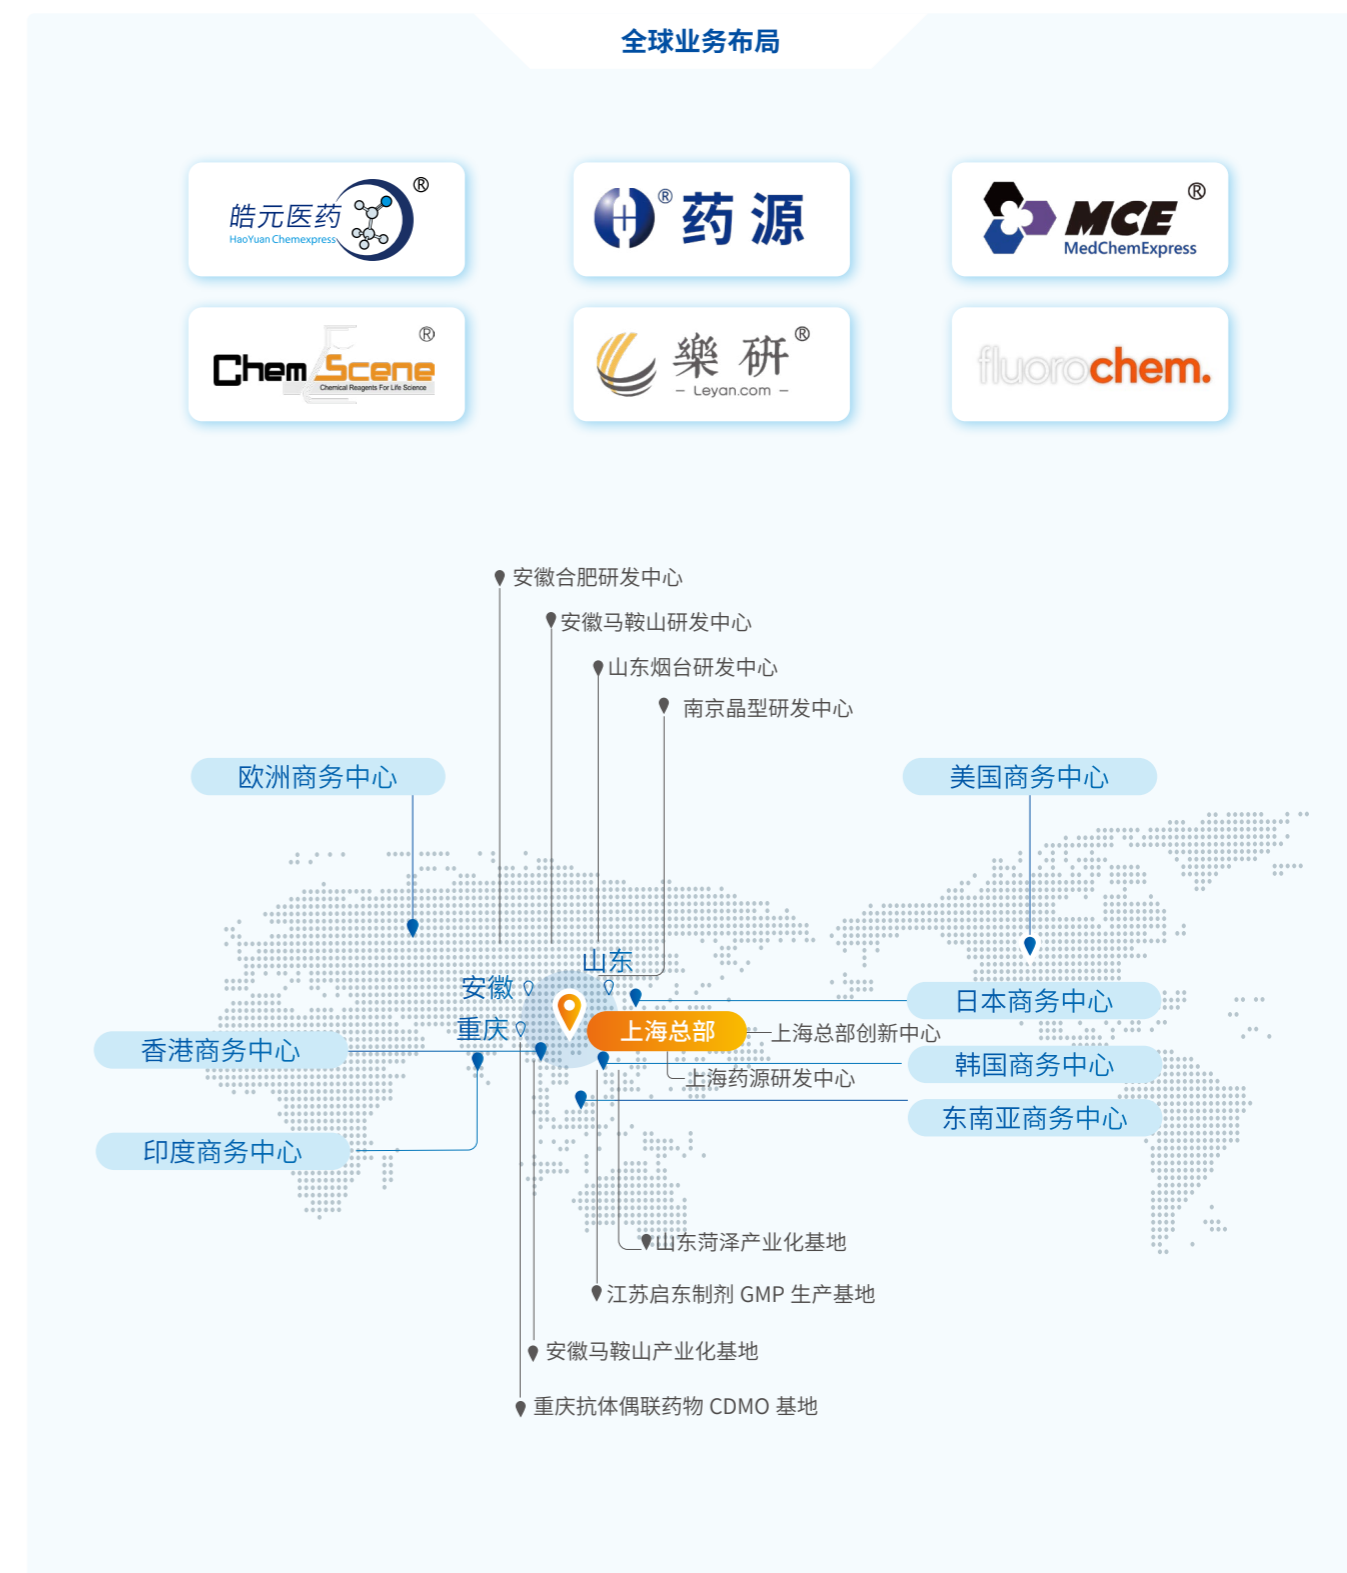 全球业务布局
皓元医药®
HaoYuan Chemexpress
® 药源
MCE®
MedChemExpress
ChemScene®
Chemical Reagents For Life Science
樂研®
– Leyan.com –
fluorochem.
安徽合肥研发中心
安徽马鞍山研发中心
山东烟台研发中心
南京晶型研发中心
欧洲商务中心
美国商务中心
山东
安徽
日本商务中心
重庆
上海总部
上海总部创新中心
香港商务中心
韩国商务中心
上海药源研发中心
东南亚商务中心
印度商务中心
山东菏泽产业化基地
江苏启东制剂 GMP 生产基地
安徽马鞍山产业化基地
重庆抗体偶联药物 CDMO 基地